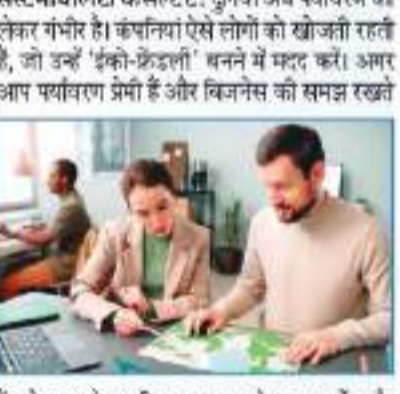 सस्टेनेबिलिटी कंसल्टेंट: दुनिया अब पर्यावरण को
लेकर गंभीर है। कंपनियां ऐसे लोगों को खोजती रहती
हैं, जो उन्हें 'ईको-फ्रेंडली' बनने में मदद करें। अगर
आप पर्यावरण प्रेमी हैं और बिजनेस की समझ रखते